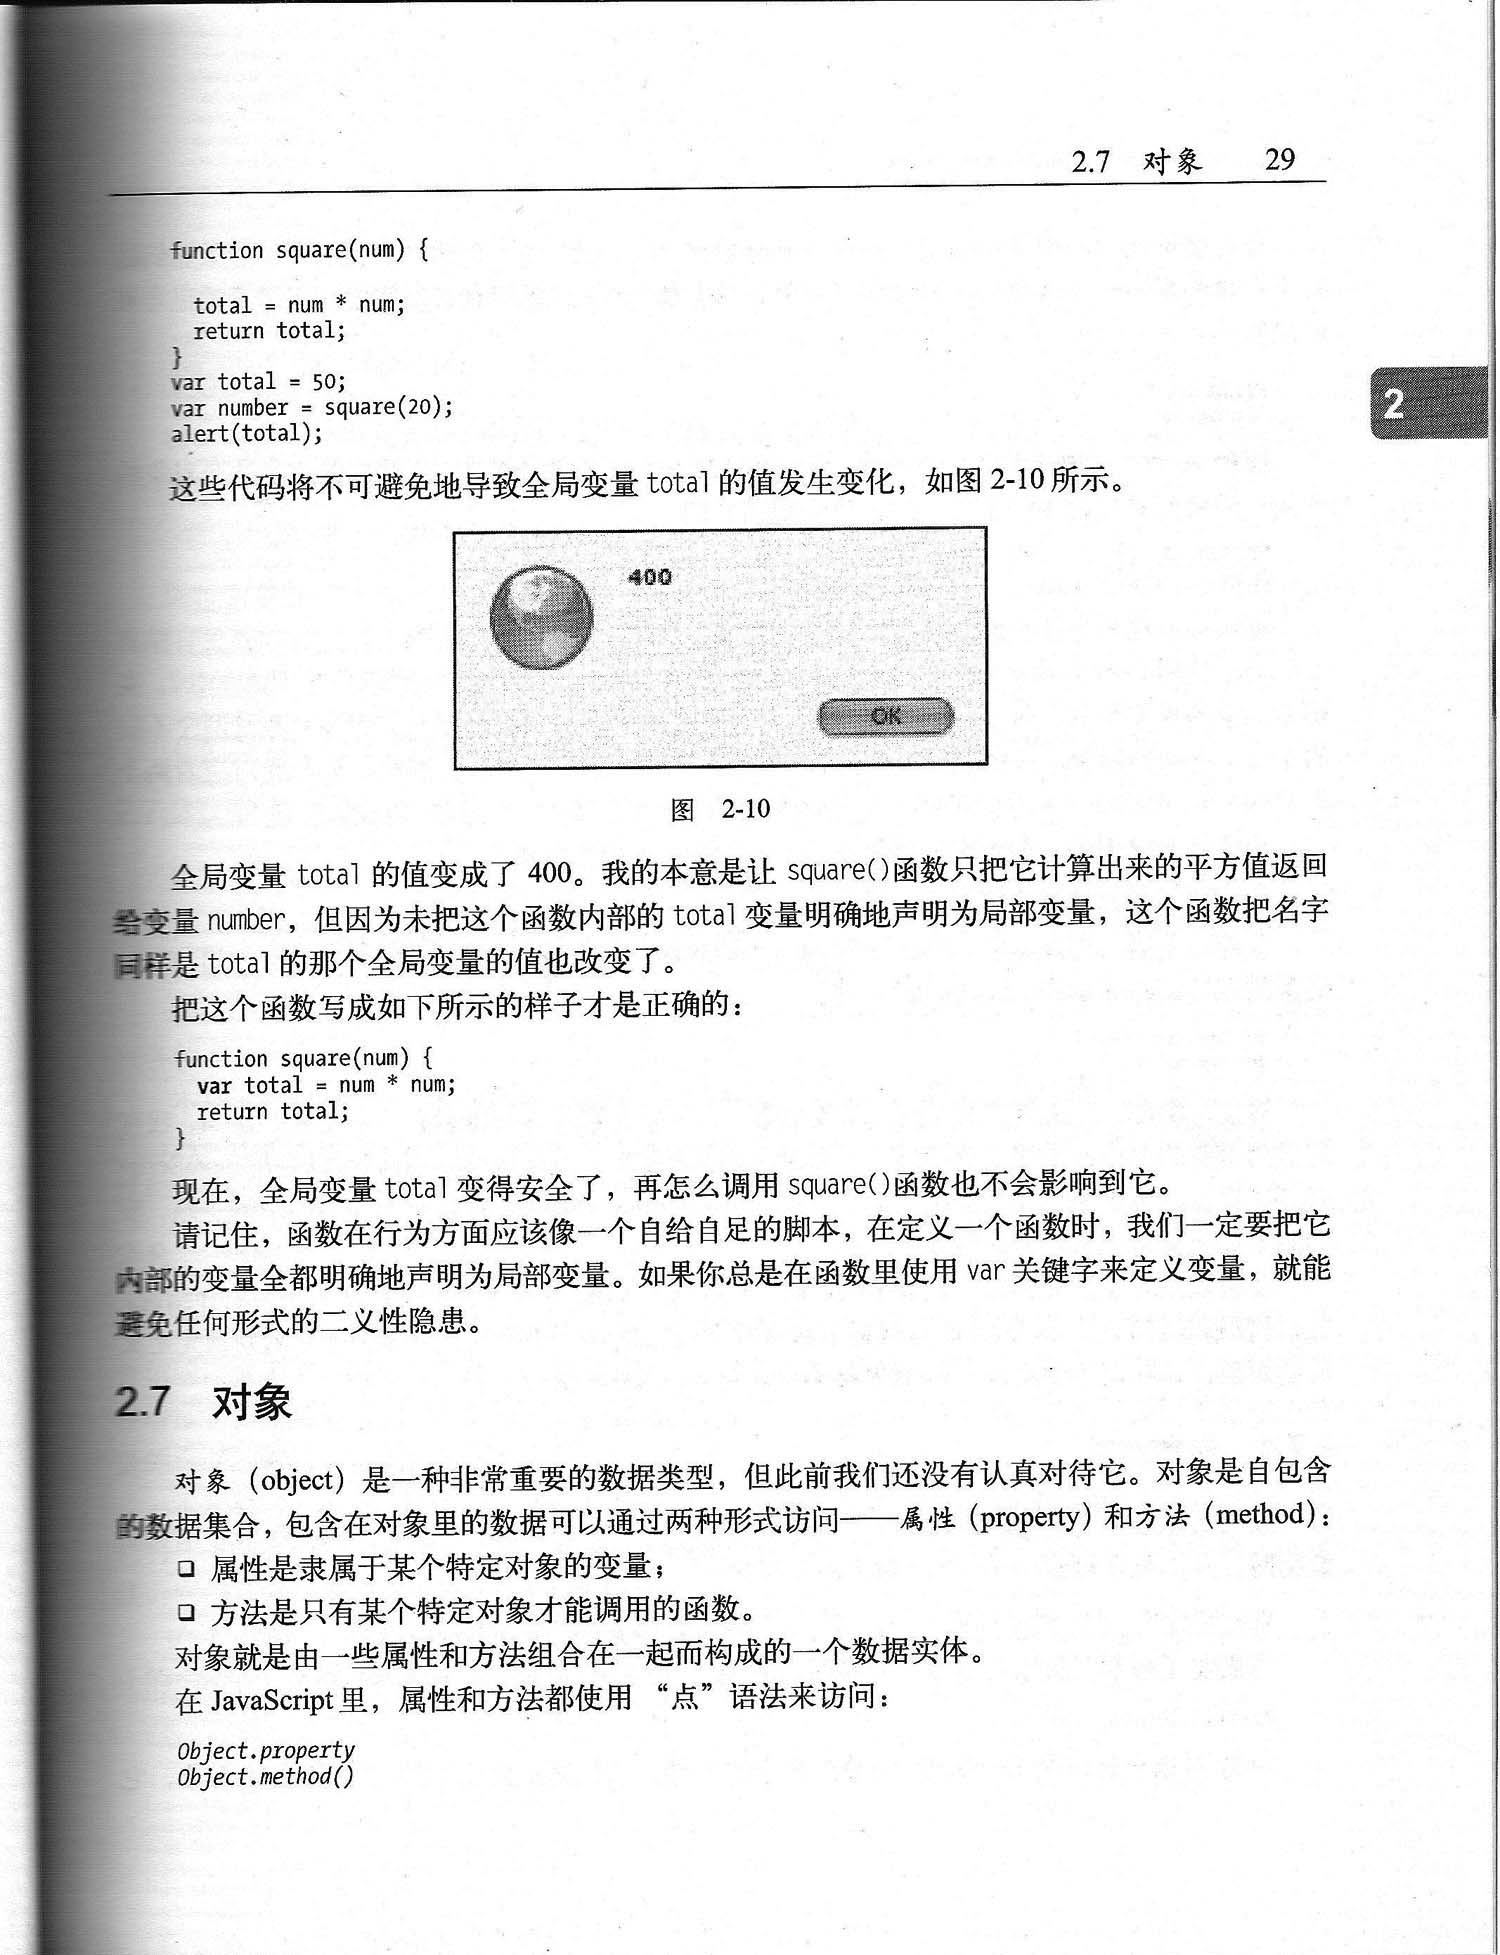 2.7 对象 29
function square(num) {
total = num * num;
return total;
}
var total = 50;
var number = square(20);
alert(total);
2
这些代码将不可避免地导致全局变量 total 的值发生变化，如图 2-10 所示。
400
OK
图 2-10
全局变量 total 的值变成了 400。我的本意是让 square()函数只把它计算出来的平方值返回
给变量 number，但因为未把这个函数内部的 total 变量明确地声明为局部变量，这个函数把名字
同样是 total 的那个全局变量的值也改变了。
把这个函数写成如下所示的样子才是正确的：
function square(num) {
var total = num * num;
return total;
}
现在，全局变量 total 变得安全了，再怎么调用 square()函数也不会影响到它。
请记住，函数在行为方面应该像一个自给自足的脚本，在定义一个函数时，我们一定要把它
内部的变量全都明确地声明为局部变量。如果你总是在函数里使用 var 关键字来定义变量，就能
避免任何形式的二义性隐患。
2.7 对象
对象（object）是一种非常重要的数据类型，但此前我们还没有认真对待它。对象是自包含
的数据集合，包含在对象里的数据可以通过两种形式访问——属性（property）和方法（method）：
❑ 属性是隶属于某个特定对象的变量；
❑ 方法是只有某个特定对象才能调用的函数。
对象就是由一些属性和方法组合在一起而构成的一个数据实体。
在 JavaScript 里，属性和方法都使用“点”语法来访问：
Object.property
Object.method()